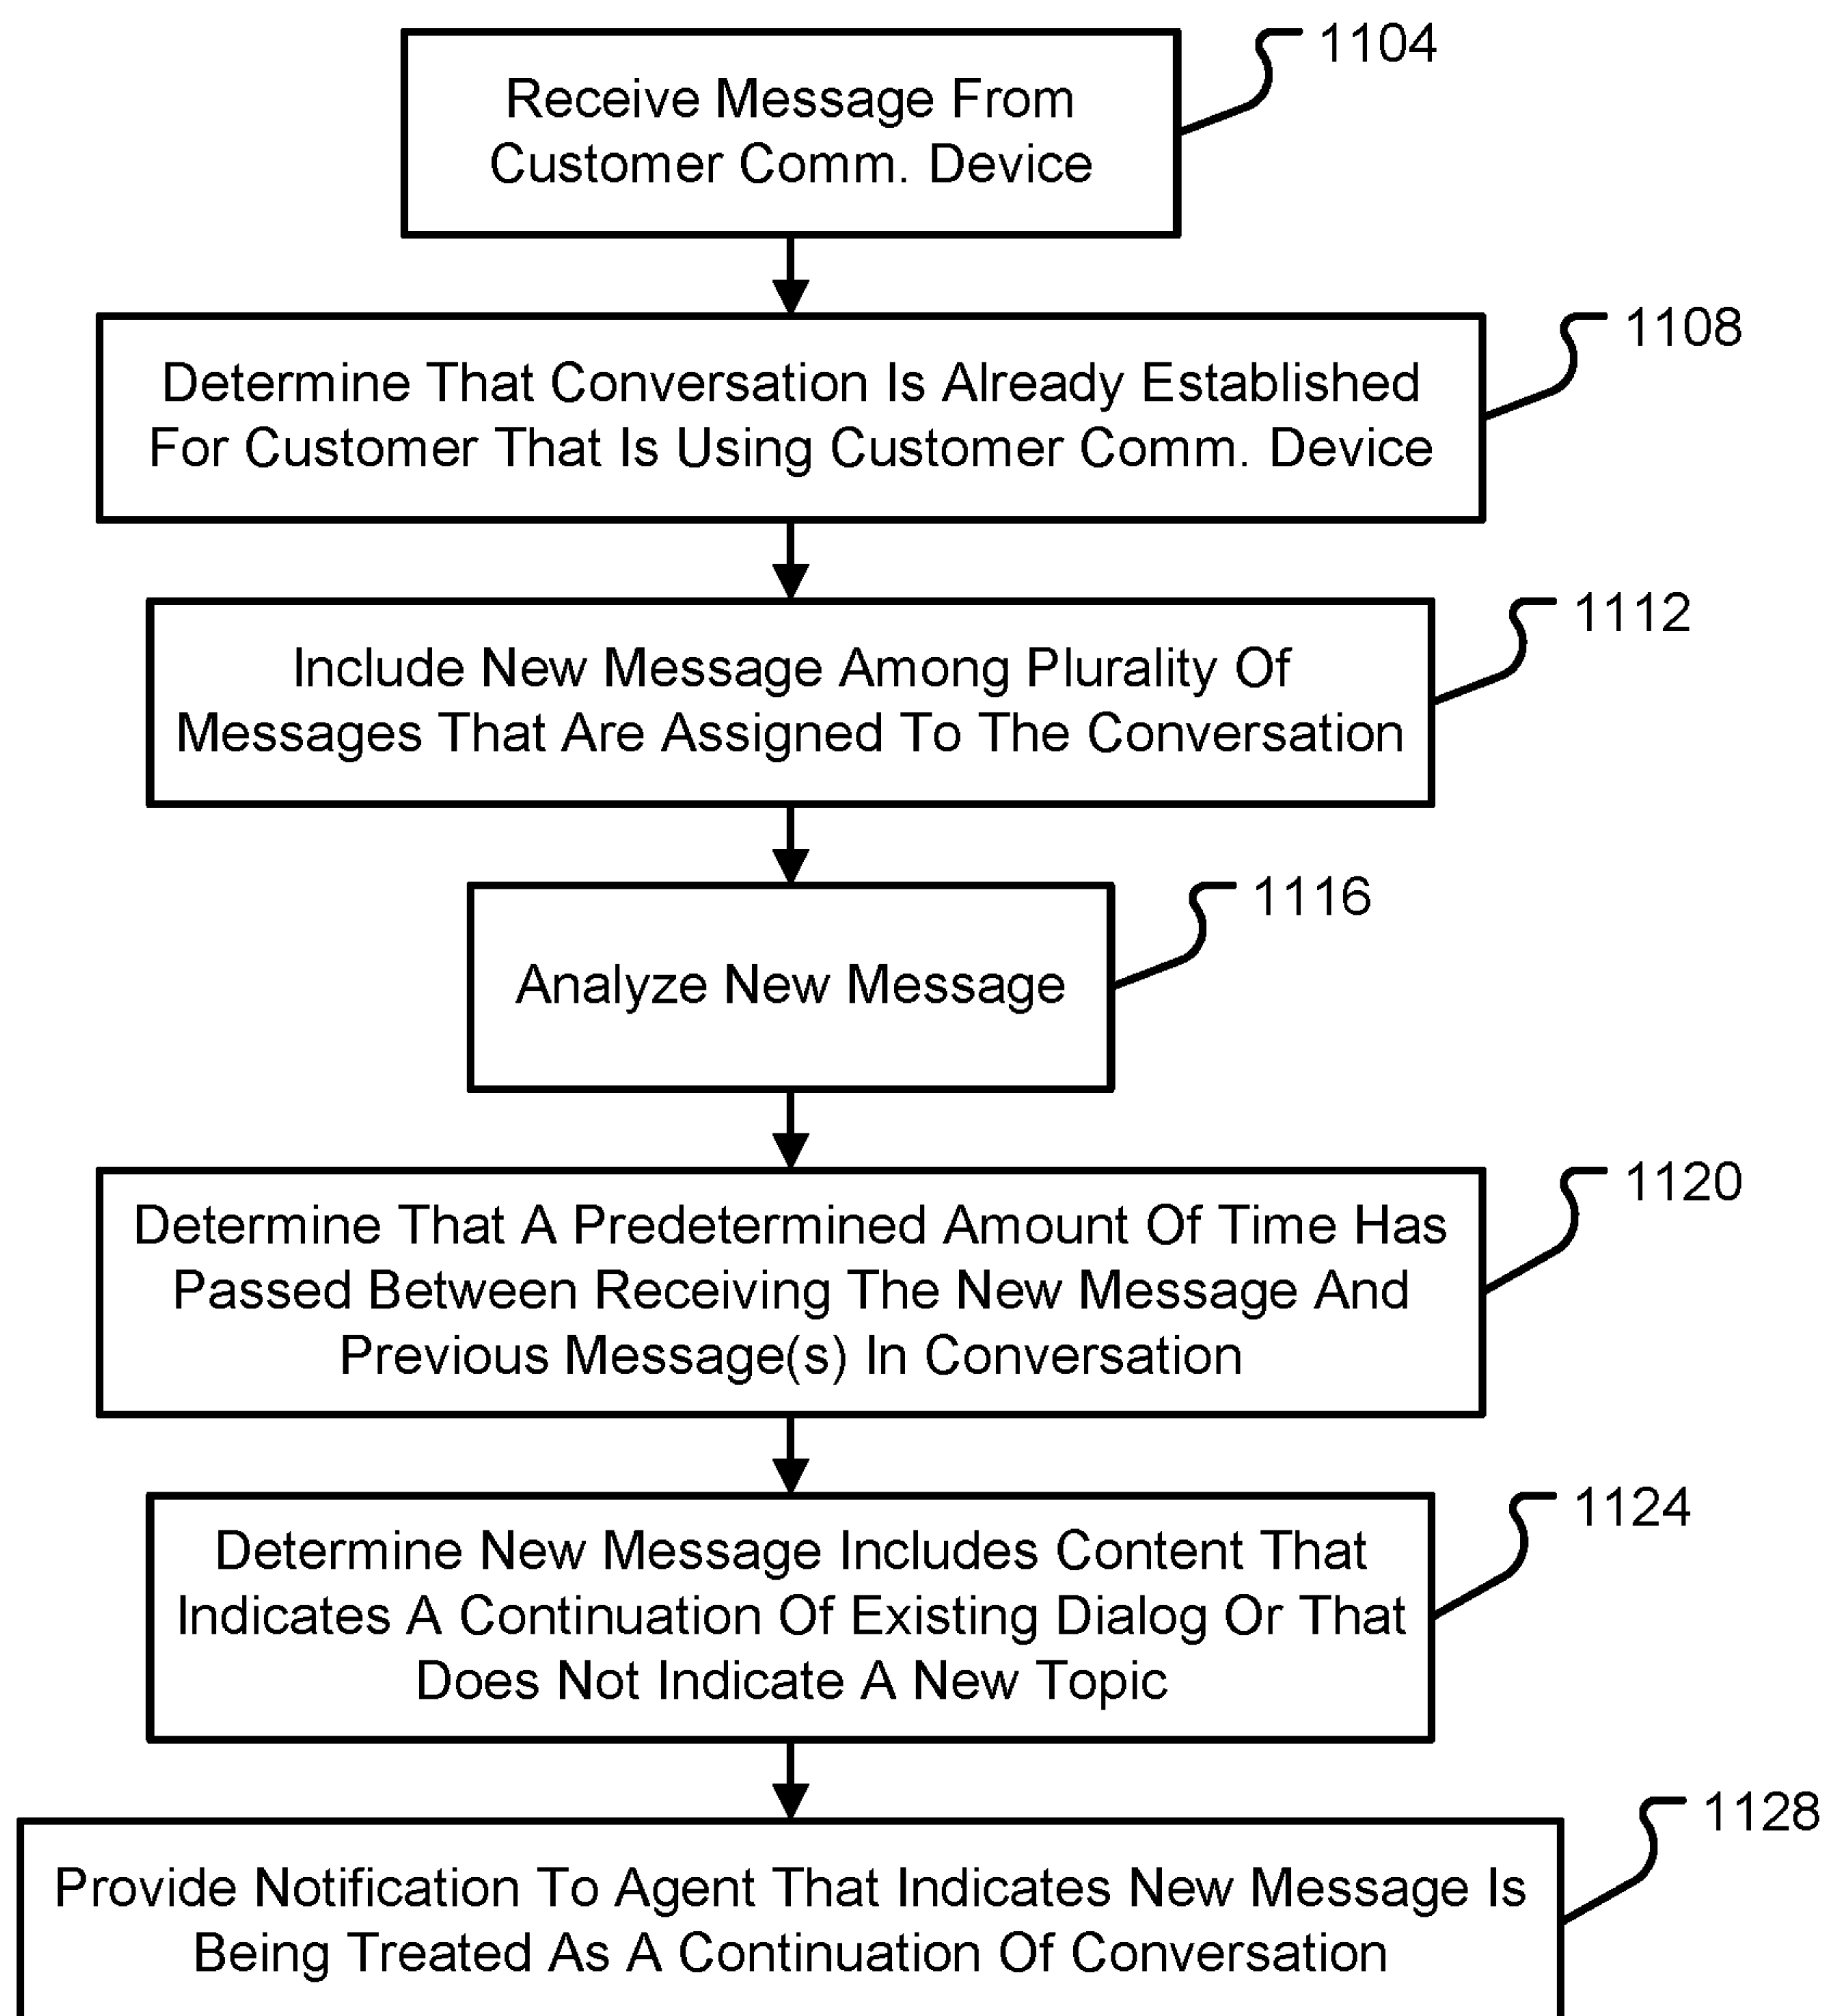 1104
Receive Message From
Customer Comm. Device
1108
Determine That Conversation Is Already Established
For Customer That Is Using Customer Comm. Device
1112
Include New Message Among Plurality Of
Messages That Are Assigned To The Conversation
1116
Analyze New Message
1120
Determine That A Predetermined Amount Of Time Has
Passed Between Receiving The New Message And
Previous Message(s) In Conversation
1124
Determine New Message Includes Content That
Indicates A Continuation Of Existing Dialog Or That
Does Not Indicate A New Topic
1128
Provide Notification To Agent That Indicates New Message Is
Being Treated As A Continuation Of Conversation